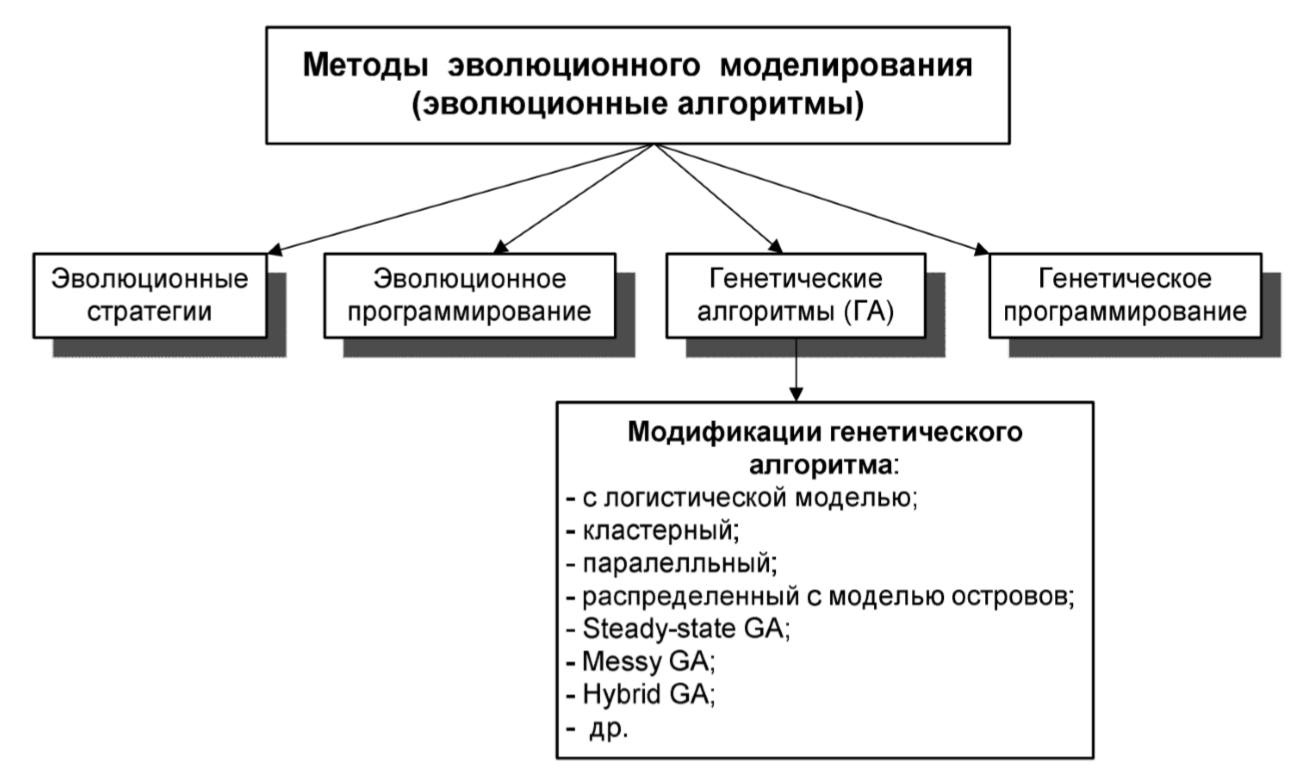 Методы эволюционного моделирования
(эволюционные алгоритмы)
Эволюционные
стратегии
Эволюционное
программирование
Генетические
алгоритмы (ГА)
Генетическое
программирование
Модификации генетического
алгоритма:
- с логистической моделью;
- кластерный;
- паралелльный;
- распределенный с моделью островов;
- Steady-state GA;
- Messy GA;
- Hybrid GA;
- др.